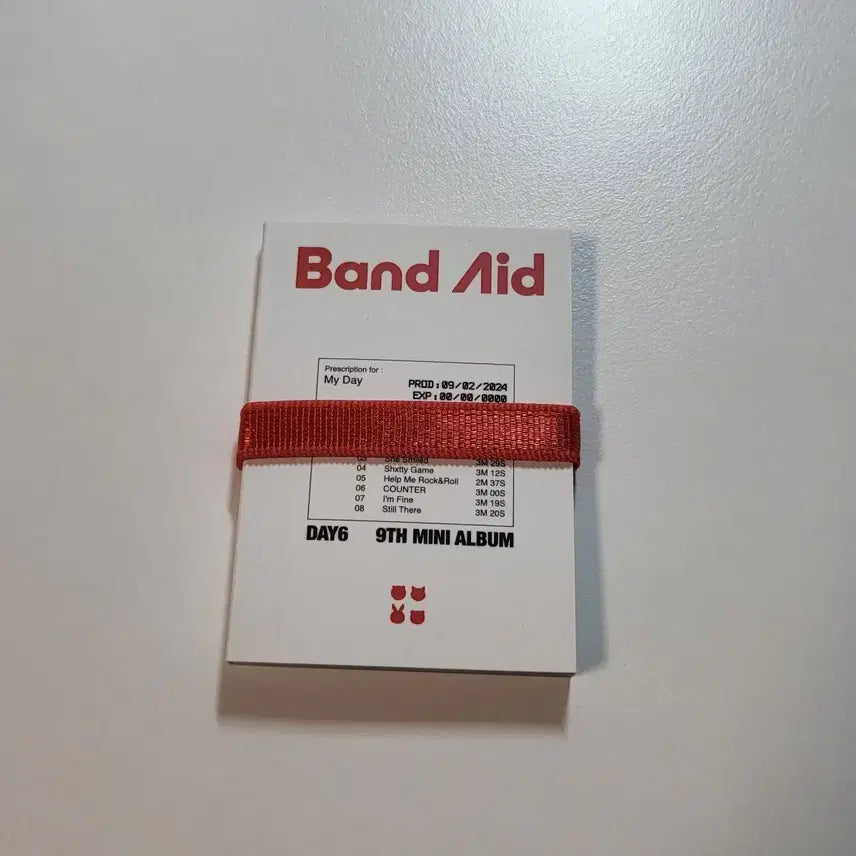 Band Aid
Prescription for :
My Day
PROD:09/02/2024
EXP:00/00/0000
03 She Smiled 3M 29S
04 Shxtty Game 3M 12S
05 Help Me Rock&Roll 2M 37S
06 COUNTER 3M 00S
07 I'm Fine 3M 19S
08 Still There 3M 20S
DAY6 9TH MINI ALBUM